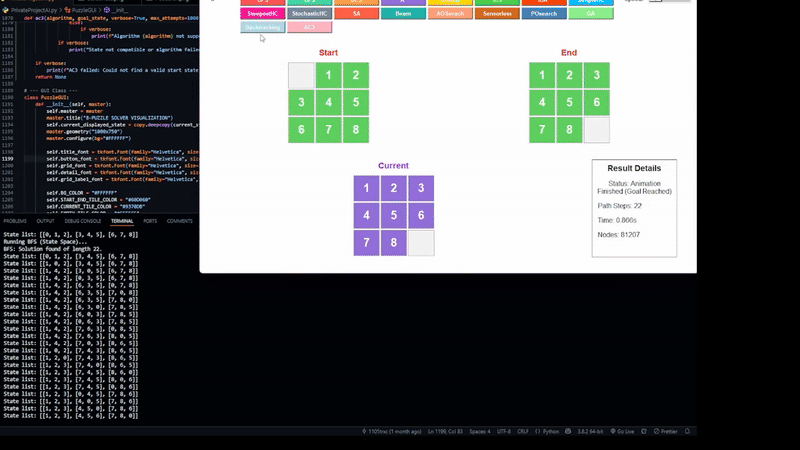 PrivateProjectAI.py > PuzzleGUI > __init__
1078 def ac3(algorithm, goal_state, verbose=True, max_attempts=1000
else:
if verbose:
print(f"Algorithm {algorithm} not supp
if verbose:
print("State not compatible or algorithm failed
if verbose:
print(f"AC3 failed: Could not find a valid start state
return None
# --- GUI Class ---
class PuzzleGUI:
def __init__(self, master):
self.master = master
master.title("8-PUZZLE SOLVER VISUALIZATION")
self.current_displayed_state = copy.deepcopy(current_s
master.geometry("1000x750")
master.configure(bg="#FFFFFF")
self.title_font = tkfont.Font(family="Helvetica", size=
1199 self.button_font = tkfont.Font(family="Helvetica", size
self.grid_font = tkfont.Font(family="Helvetica", size=
self.detail_font = tkfont.Font(family="Helvetica", size
self.grid_label_font = tkfont.Font(family="Helvetica",
self.BG_COLOR = "#FFFFFF"
self.START_END_TILE_COLOR = "#60D060"
self.CURRENT_TILE_COLOR = "#9370DB"
PROBLEMS OUTPUT DEBUG CONSOLE TERMINAL PORTS COMMENTS
State list: [[0, 1, 2], [3, 4, 5], [6, 7, 8]]
Running BFS (State Space)...
BFS: Solution found of length 22.
State list: [[0, 1, 2], [3, 4, 5], [6, 7, 8]]
State list: [[1, 0, 2], [3, 4, 5], [6, 7, 8]]
State list: [[1, 4, 2], [3, 0, 5], [6, 7, 8]]
State list: [[1, 4, 2], [0, 3, 5], [6, 7, 8]]
State list: [[1, 4, 2], [6, 3, 5], [0, 7, 8]]
State list: [[1, 4, 2], [6, 3, 5], [7, 0, 8]]
State list: [[1, 4, 2], [6, 3, 5], [7, 8, 0]]
State list: [[1, 4, 2], [6, 3, 0], [7, 8, 5]]
State list: [[1, 4, 2], [6, 0, 3], [7, 8, 5]]
State list: [[1, 4, 2], [0, 6, 3], [7, 8, 5]]
State list: [[1, 4, 2], [7, 6, 3], [0, 8, 5]]
State list: [[1, 4, 2], [7, 6, 3], [8, 0, 5]]
State list: [[1, 4, 2], [7, 0, 3], [8, 6, 5]]
State list: [[1, 0, 2], [7, 4, 3], [8, 6, 5]]
State list: [[1, 2, 0], [7, 4, 3], [8, 6, 5]]
State list: [[1, 2, 3], [7, 4, 0], [8, 6, 5]]
State list: [[1, 2, 3], [7, 4, 5], [8, 6, 0]]
State list: [[1, 2, 3], [7, 4, 5], [8, 0, 6]]
State list: [[1, 2, 3], [7, 4, 5], [0, 8, 6]]
State list: [[1, 2, 3], [0, 4, 5], [7, 8, 6]]
State list: [[1, 2, 3], [4, 0, 5], [7, 8, 6]]
State list: [[1, 2, 3], [4, 5, 0], [7, 8, 6]]
State list: [[1, 2, 3], [4, 5, 6], [7, 8, 0]]
SteepestHC StochasticHC SA Beam AO*Search Sensorless POsearch GA
Backtracking AC3
Start
1 2
3 4 5
6 7 8
End
1 2 3
4 5 6
7 8
Current
1 2 3
4 5 6
7 8
Result Details
Status: Animation
Finished (Goal Reached)
Path Steps: 22
Time: 0.866s
Nodes: 81207
1101msc (1 month ago) Ln 1199, Col 83 Spaces: 4 UTF-8 CRLF Python 3.8.2 64-bit Go Live Prettier